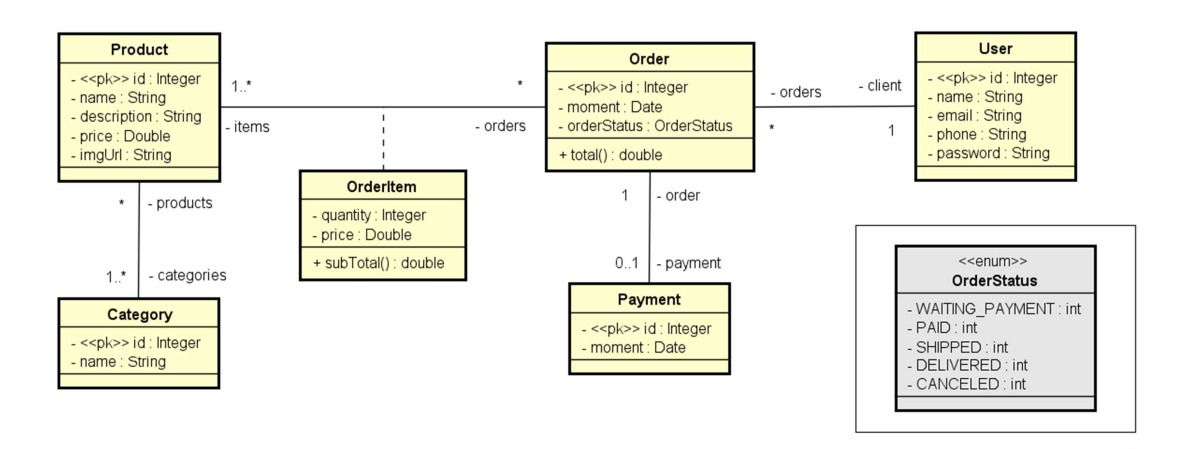 Product
- <<pk>> id : Integer
- name : String
- description : String
- price : Double
- imgUrl : String
1..*
- items
*
- orders
Order
- <<pk>> id : Integer
- moment : Date
- orderStatus : OrderStatus
+ total() : double
- orders
*
- client
1
User
- <<pk>> id : Integer
- name : String
- email : String
- phone : String
- password : String
OrderItem
- quantity : Integer
- price : Double
+ subTotal() : double
* - products
1..* - categories
Category
- <<pk>> id : Integer
- name : String
1 - order
0..1 - payment
Payment
- <<pk>> id : Integer
- moment : Date
<<enum>>
OrderStatus
- WAITING_PAYMENT : int
- PAID : int
- SHIPPED : int
- DELIVERED : int
- CANCELED : int